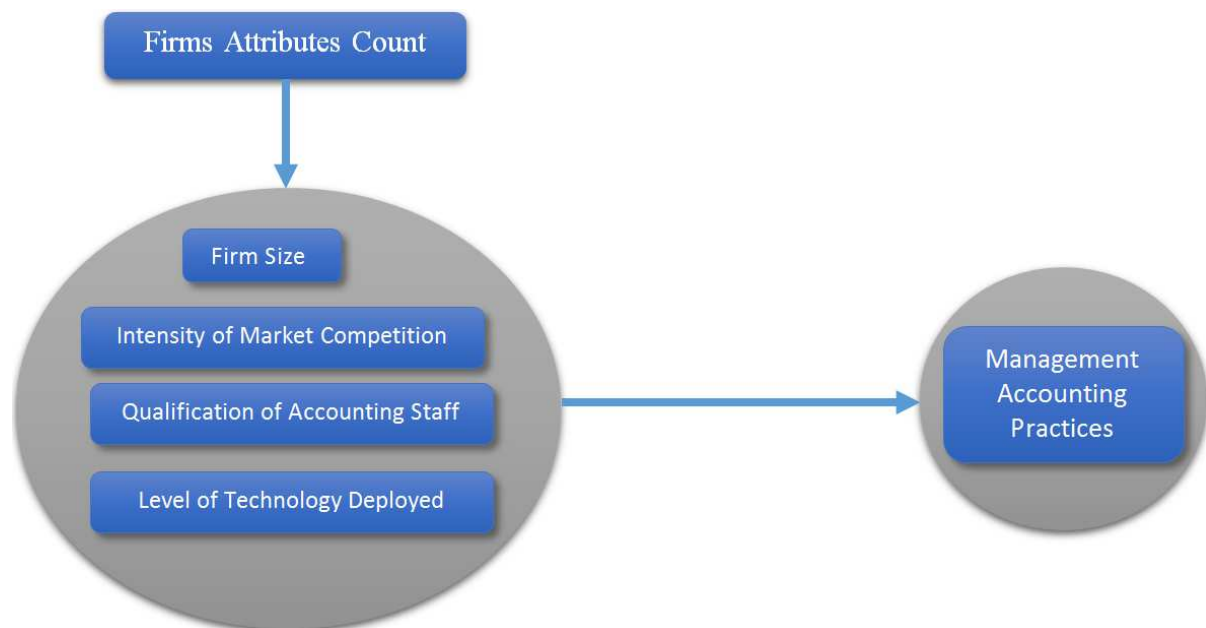 Firms Attributes Count
Firm Size
Intensity of Market Competition
Qualification of Accounting Staff
Level of Technology Deployed
Management
Accounting
Practices